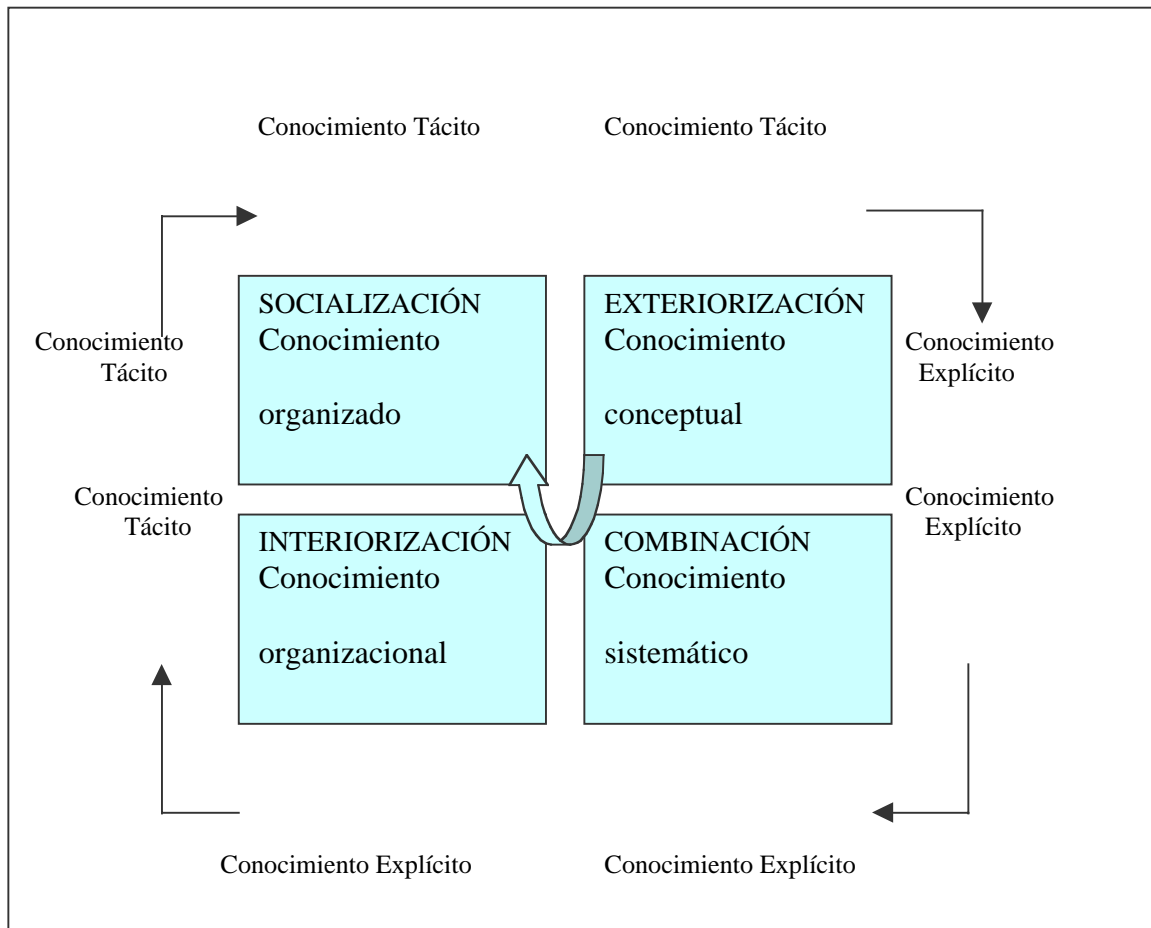 Conocimiento Tácito
Conocimiento Tácito
Conocimiento
Tácito
SOCIALIZACIÓN
Conocimiento
organizado
EXTERIORIZACIÓN
Conocimiento
conceptual
Conocimiento
Explícito
Conocimiento
Tácito
INTERIORIZACIÓN
Conocimiento
organizacional
COMBINACIÓN
Conocimiento
sistemático
Conocimiento
Explícito
Conocimiento Explícito
Conocimiento Explícito